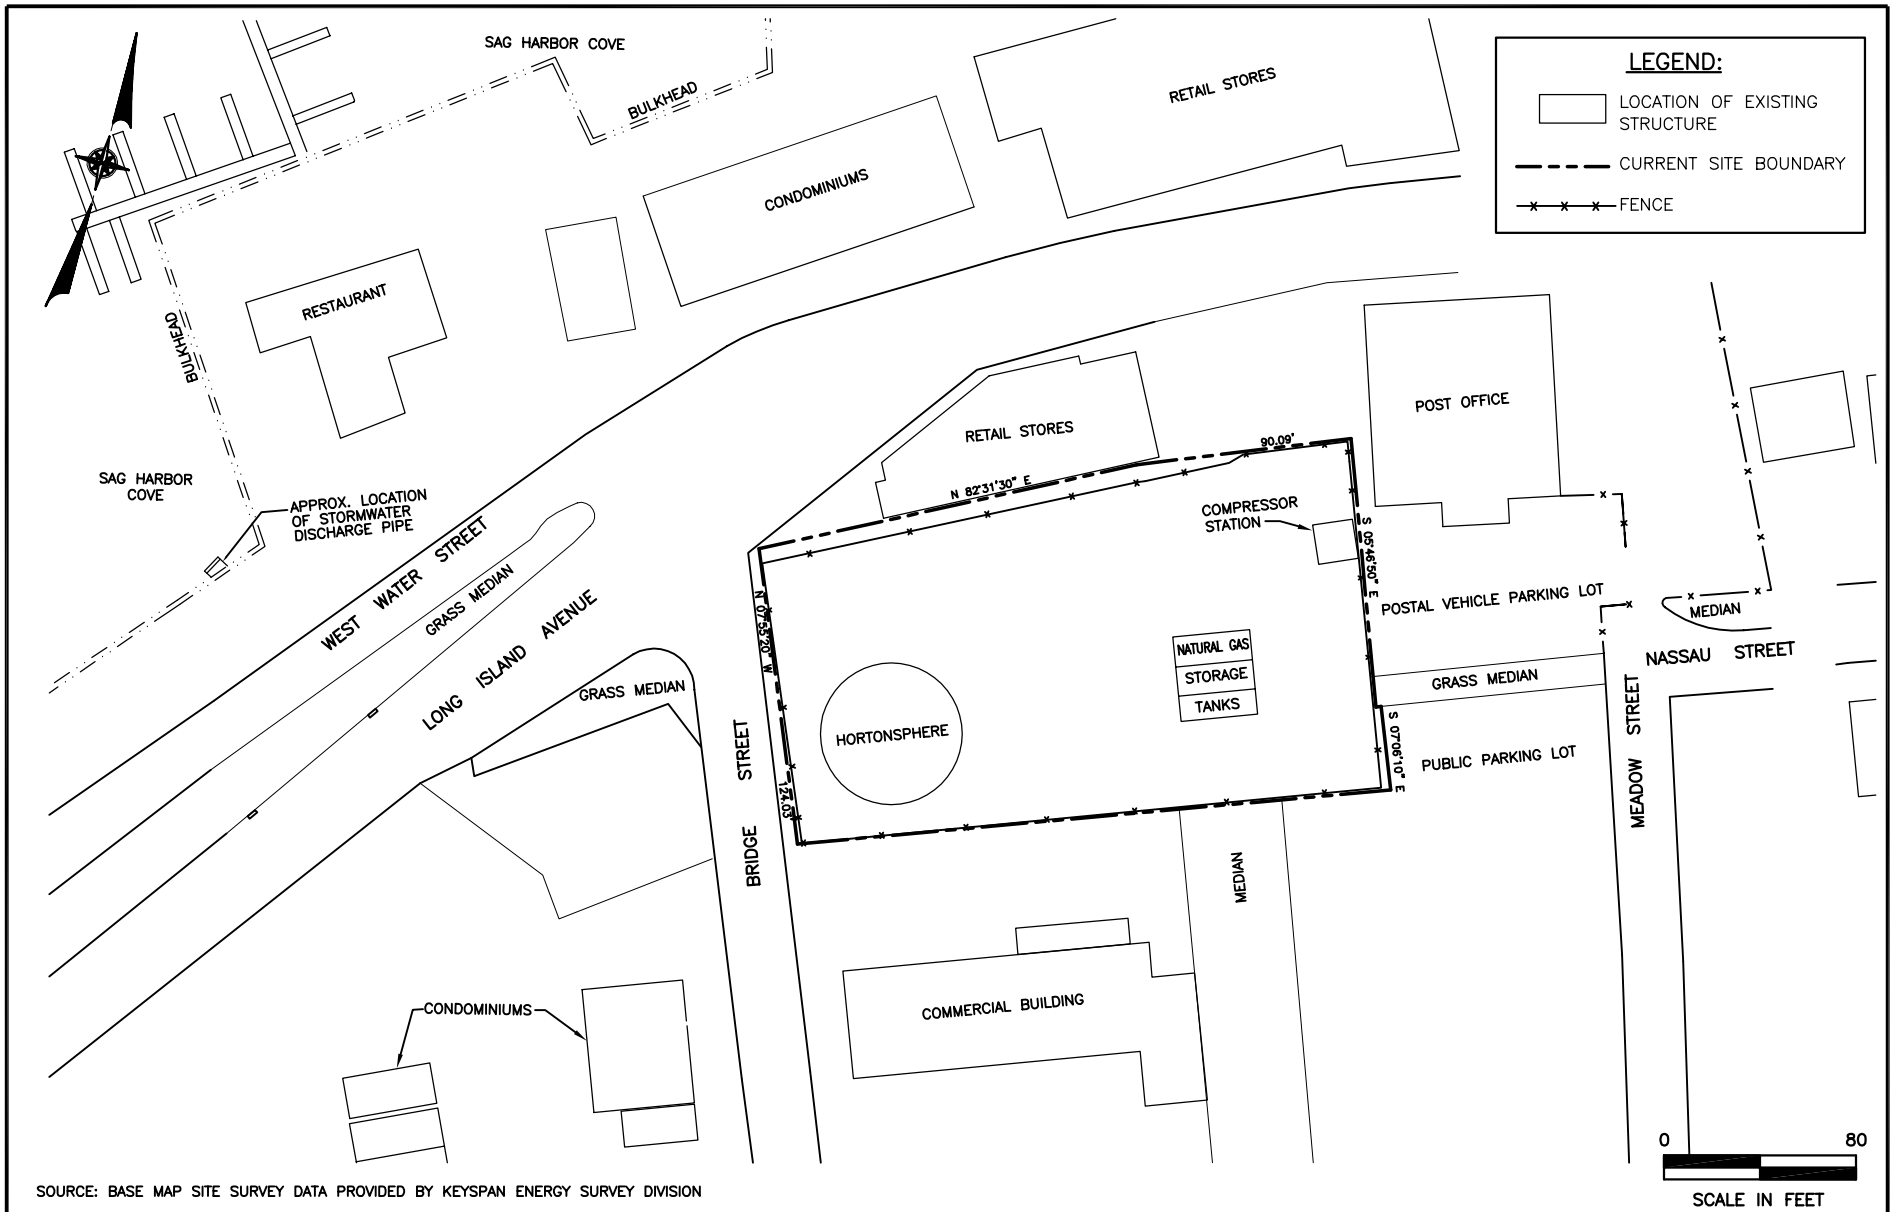 SAG HARBOR COVE
BULKHEAD
RETAIL STORES
LEGEND:
LOCATION OF EXISTING
STRUCTURE
CURRENT SITE BOUNDARY
FENCE
CONDOMINIUMS
RESTAURANT
BULKHEAD
SAG HARBOR
COVE
APPROX. LOCATION
OF STORMWATER
DISCHARGE PIPE
WEST WATER STREET
GRASS MEDIAN
LONG ISLAND AVENUE
GRASS MEDIAN
RETAIL STORES
POST OFFICE
N 82°31'30" E
90.09'
COMPRESSOR
STATION
S 05°46'50" E
N 07°55'20" W
124.03'
NATURAL GAS
STORAGE
TANKS
HORTONSPHERE
POSTAL VEHICLE PARKING LOT
MEDIAN
NASSAU STREET
GRASS MEDIAN
S 07°06'10" E
PUBLIC PARKING LOT
MEADOW STREET
BRIDGE STREET
MEDIAN
COMMERCIAL BUILDING
CONDOMINIUMS
0 80
SCALE IN FEET
SOURCE: BASE MAP SITE SURVEY DATA PROVIDED BY KEYSPAN ENERGY SURVEY DIVISION